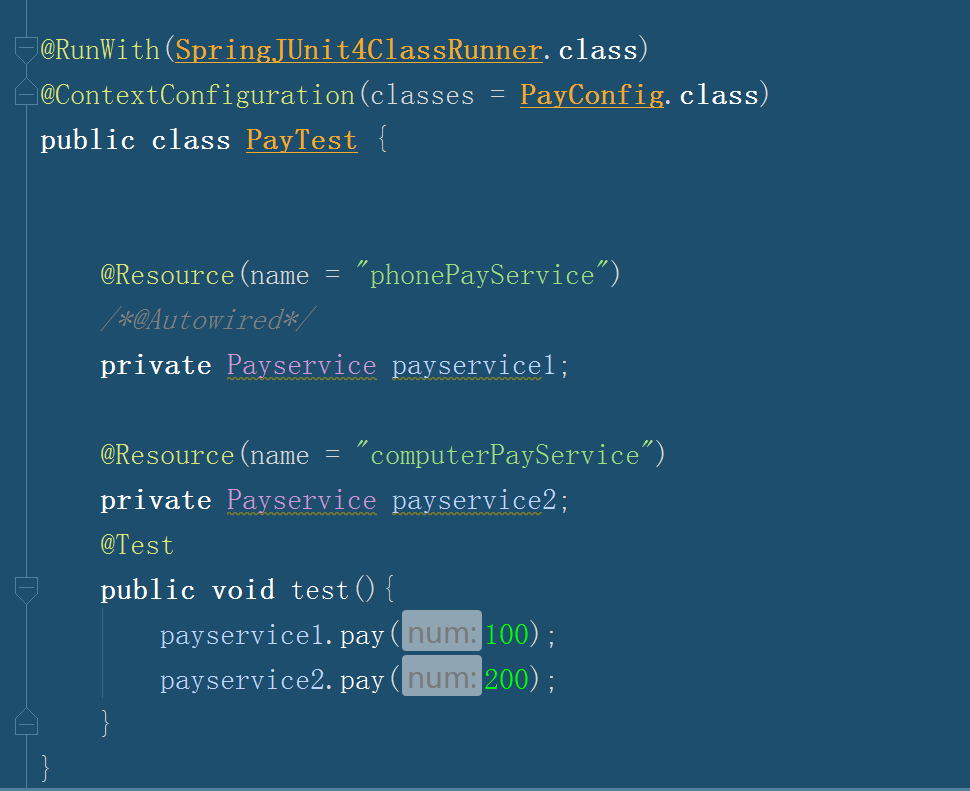 @RunWith(SpringJUnit4ClassRunner.class)
@ContextConfiguration(classes = PayConfig.class)
public class PayTest {
@Resource(name = "phonePayService")
/*@Autowired*/
private Payservice payservice1;
@Resource(name = "computerPayService")
private Payservice payservice2;
@Test
public void test(){
payservice1.pay( num: 100);
payservice2.pay( num: 200);
}
}